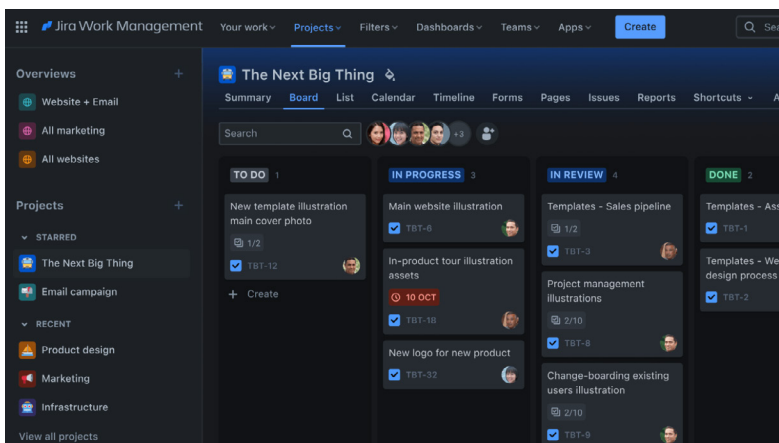 Jira Work Management
Your work
Projects
Filters
Dashboards
Teams
Apps
Create
Overviews
+
Website + Email
All marketing
All websites
Projects
+
STARRED
The Next Big Thing
Email campaign
RECENT
Product design
Marketing
Infrastructure
View all projects
The Next Big Thing
Summary
Board
List
Calendar
Timeline
Forms
Pages
Issues
Reports
Shortcuts
Search
+3
TO DO 1
New template illustration
main cover photo
1/2
TBT-12
+ Create
IN PROGRESS 3
Main website illustration
TBT-6
In-product tour illustration
assets
10 OCT
TBT-18
New logo for new product
TBT-32
IN REVIEW 4
Templates - Sales pipeline
1/2
TBT-3
Project management
illustrations
2/10
TBT-8
Change-boarding existing
users illustration
2/10
TBT-9
DONE 2
Templates -
TBT-1
Templates -
design process
TBT-2